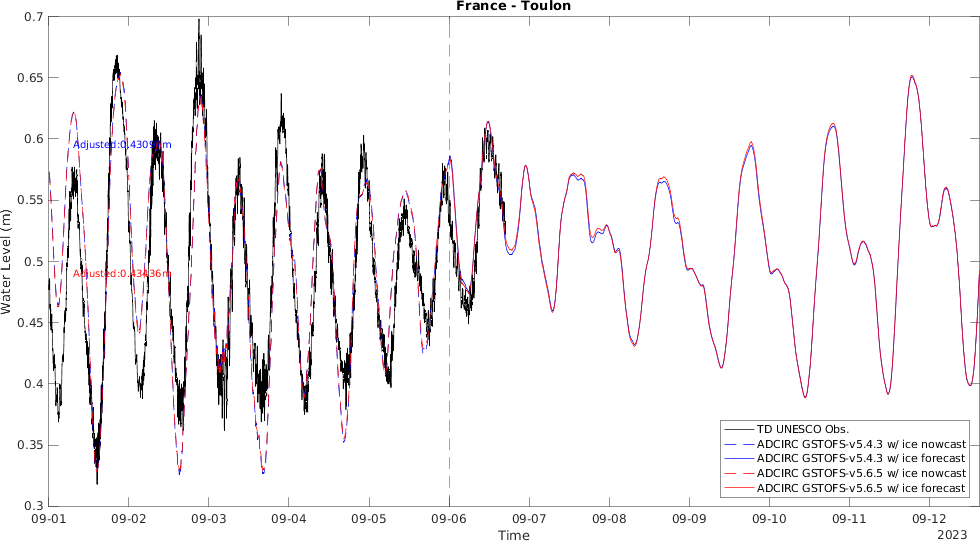 France - Toulon
0.7
0.65
0.6
0.55
0.5
0.45
0.4
0.35
0.3
Water Level (m)
Adjusted:0.4309 m
Adjusted:0.43436m
TD UNESCO Obs.
ADCIRC GSTOFS-v5.4.3 w/ ice nowcast
ADCIRC GSTOFS-v5.4.3 w/ ice forecast
ADCIRC GSTOFS-v5.6.5 w/ ice nowcast
ADCIRC GSTOFS-v5.6.5 w/ ice forecast
09-01 09-02 09-03 09-04 09-05 09-06 09-07 09-08 09-09 09-10 09-11 09-12
Time
2023